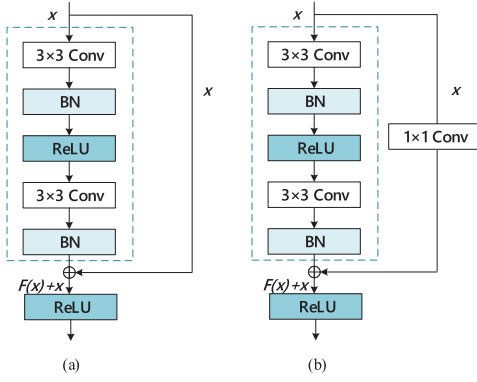 x
3×3 Conv
BN
ReLU
3×3 Conv
BN
x
F(x)+x
ReLU
(a)
x
3×3 Conv
BN
ReLU
3×3 Conv
BN
x
1×1 Conv
F(x)+x
ReLU
(b)